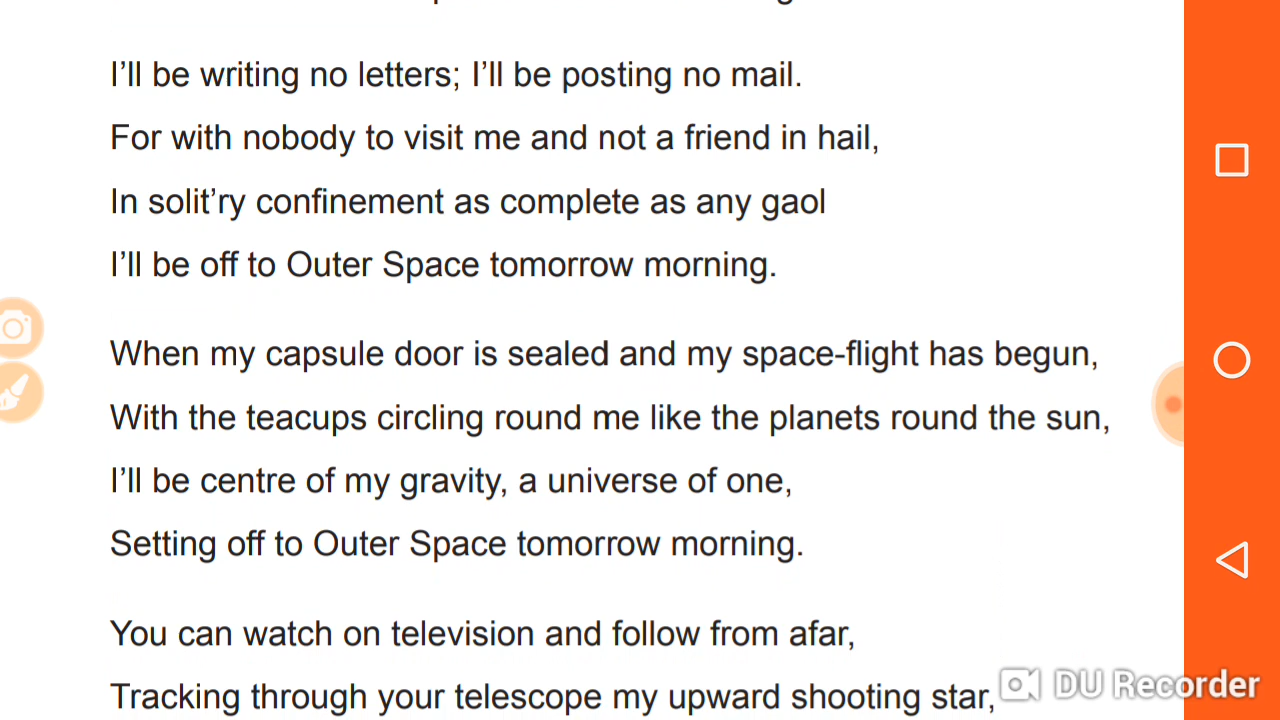 I’ll be writing no letters; I’ll be posting no mail.
For with nobody to visit me and not a friend in hail,
In solit’ry confinement as complete as any gaol
I’ll be off to Outer Space tomorrow morning.
When my capsule door is sealed and my space-flight has begun,
With the teacups circling round me like the planets round the sun,
I’ll be centre of my gravity, a universe of one,
Setting off to Outer Space tomorrow morning.
You can watch on television and follow from afar,
Tracking through your telescope my upward shooting star,
DU Recorder